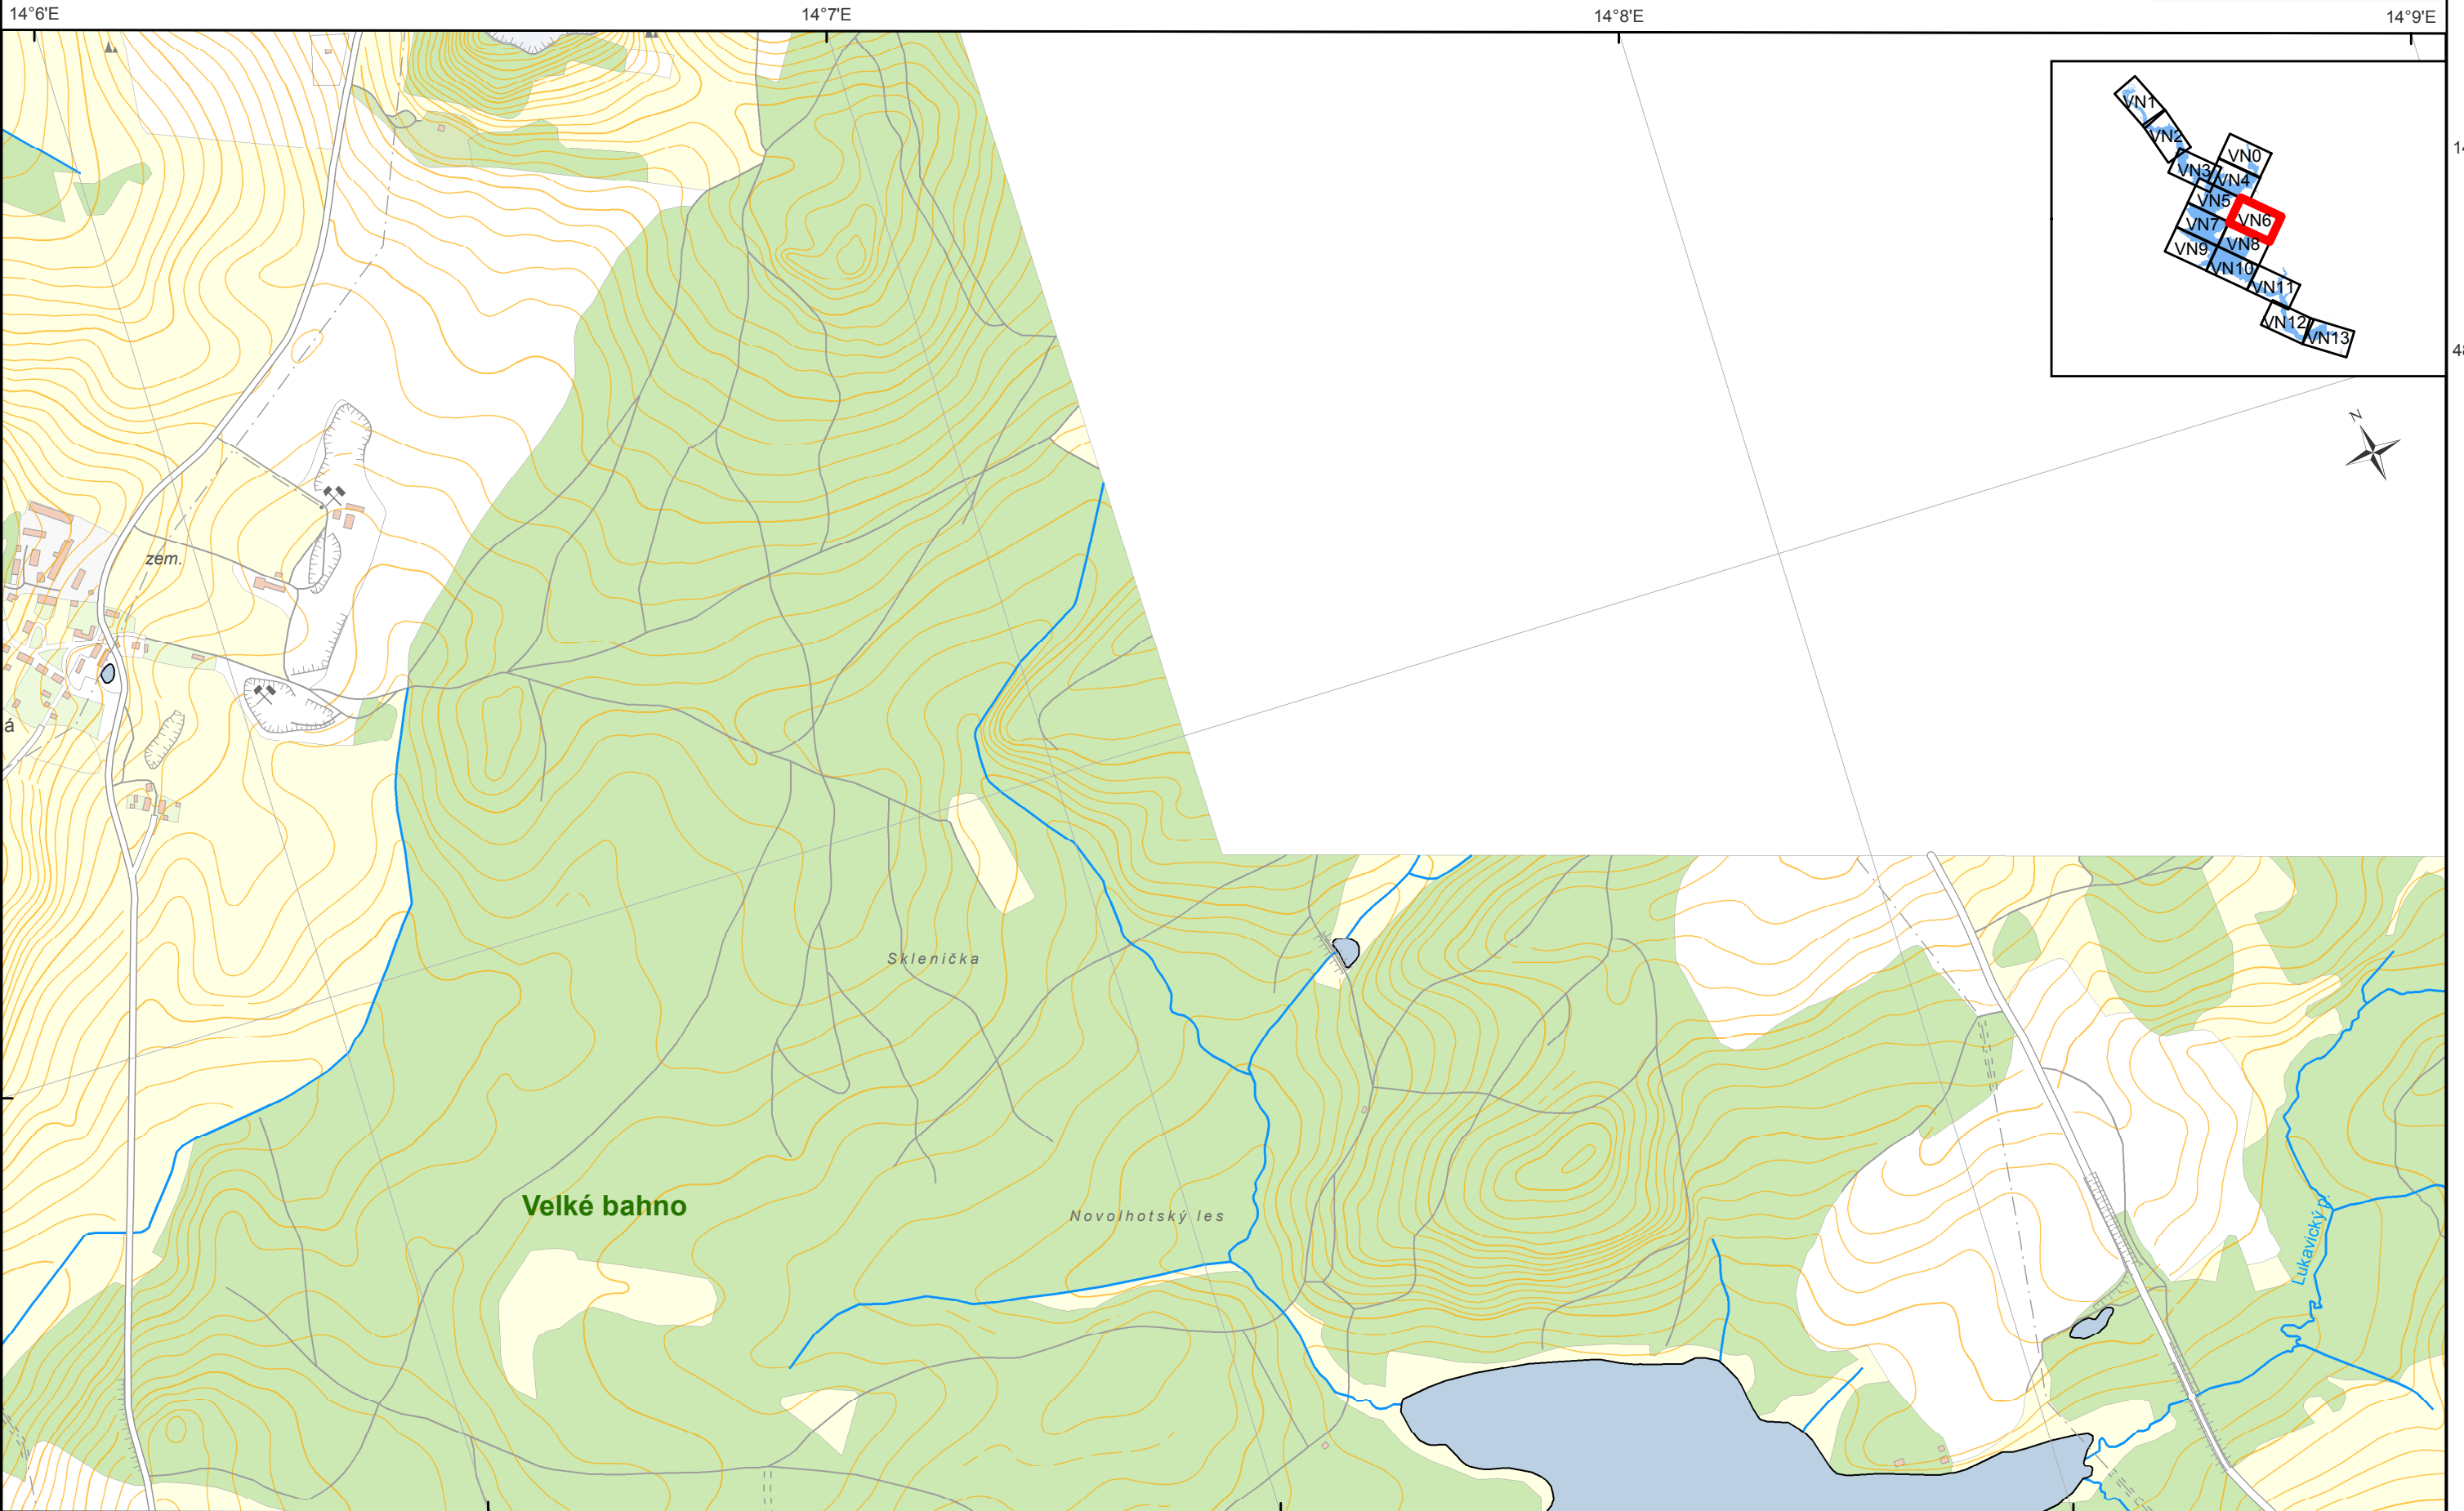 14°6'E
14°7'E
14°8'E
14°9'E
VN1
VN2
VN0
VN3
VN4
VN5
VN6
VN7
VN8
VN9
VN10
VN11
VN12
VN13
N
zem.
á
Sklenička
Velké bahno
Novolhotský les
Lukavický p.